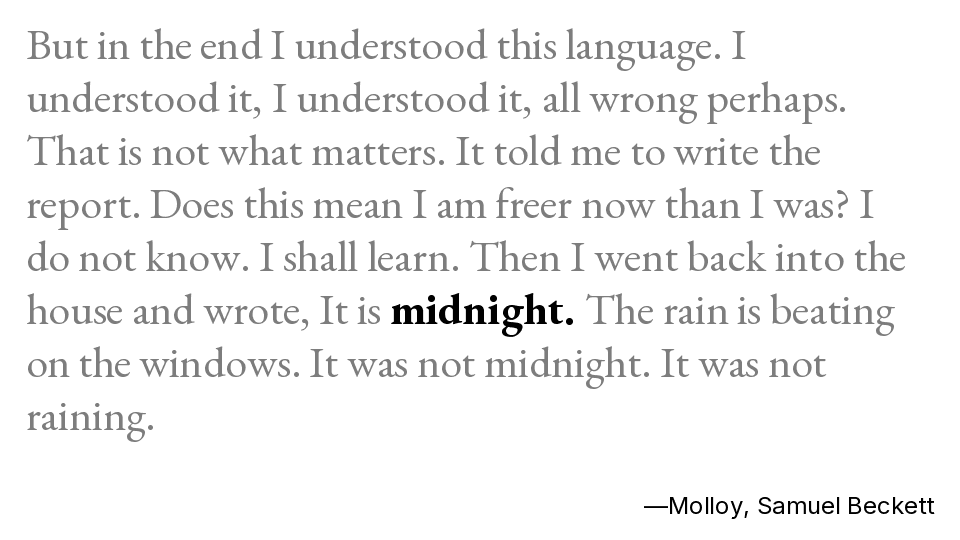 But in the end I understood this language. I
understood it, I understood it, all wrong perhaps.
That is not what matters. It told me to write the
report. Does this mean I am freer now than I was? I
do not know. I shall learn. Then I went back into the
house and wrote, It is midnight. The rain is beating
on the windows. It was not midnight. It was not
raining.
—Molloy, Samuel Beckett